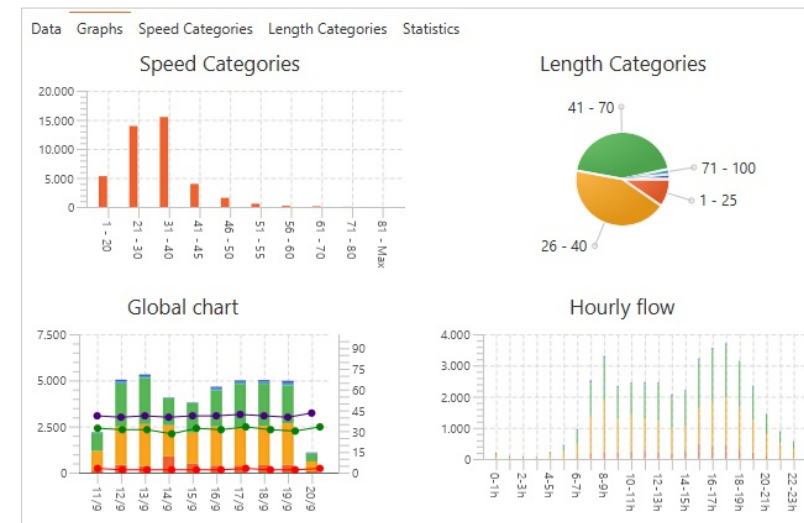 Data Graphs Speed Categories Length Categories Statistics
Speed Categories
20.000
15.000
10.000
5.000
0
1 - 20
21 - 30
31 - 40
41 - 45
46 - 50
51 - 55
56 - 60
61 - 70
71 - 80
81 - Max
Length Categories
41 - 70
71 - 100
1 - 25
26 - 40
Global chart
7.500
5.000
2.500
0
90
75
60
45
30
15
0
11/9
12/9
13/9
14/9
15/9
16/9
17/9
18/9
19/9
20/9
Hourly flow
4.000
3.000
2.000
1.000
0
0-1h
2-3h
4-5h
6-7h
8-9h
10-11h
12-13h
14-15h
16-17h
18-19h
20-21h
22-23h